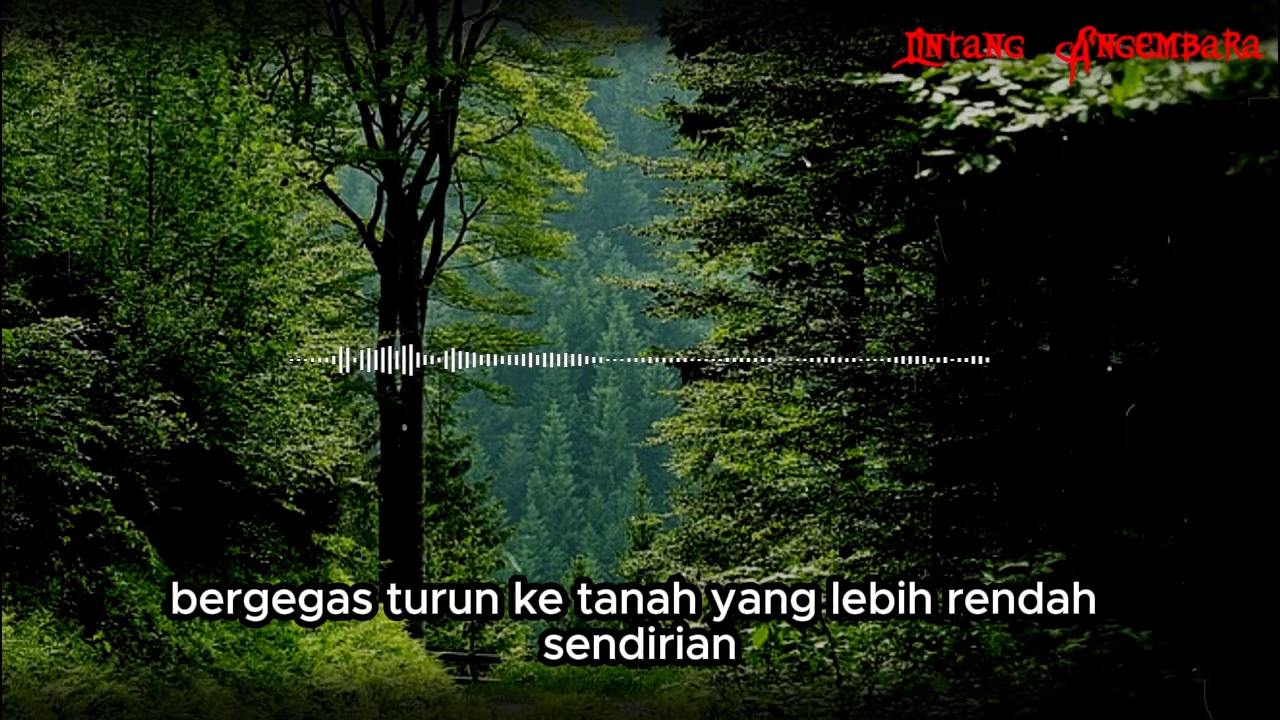 Lintang Angembara
bergegas turun ke tanah yang lebih rendah
sendirian